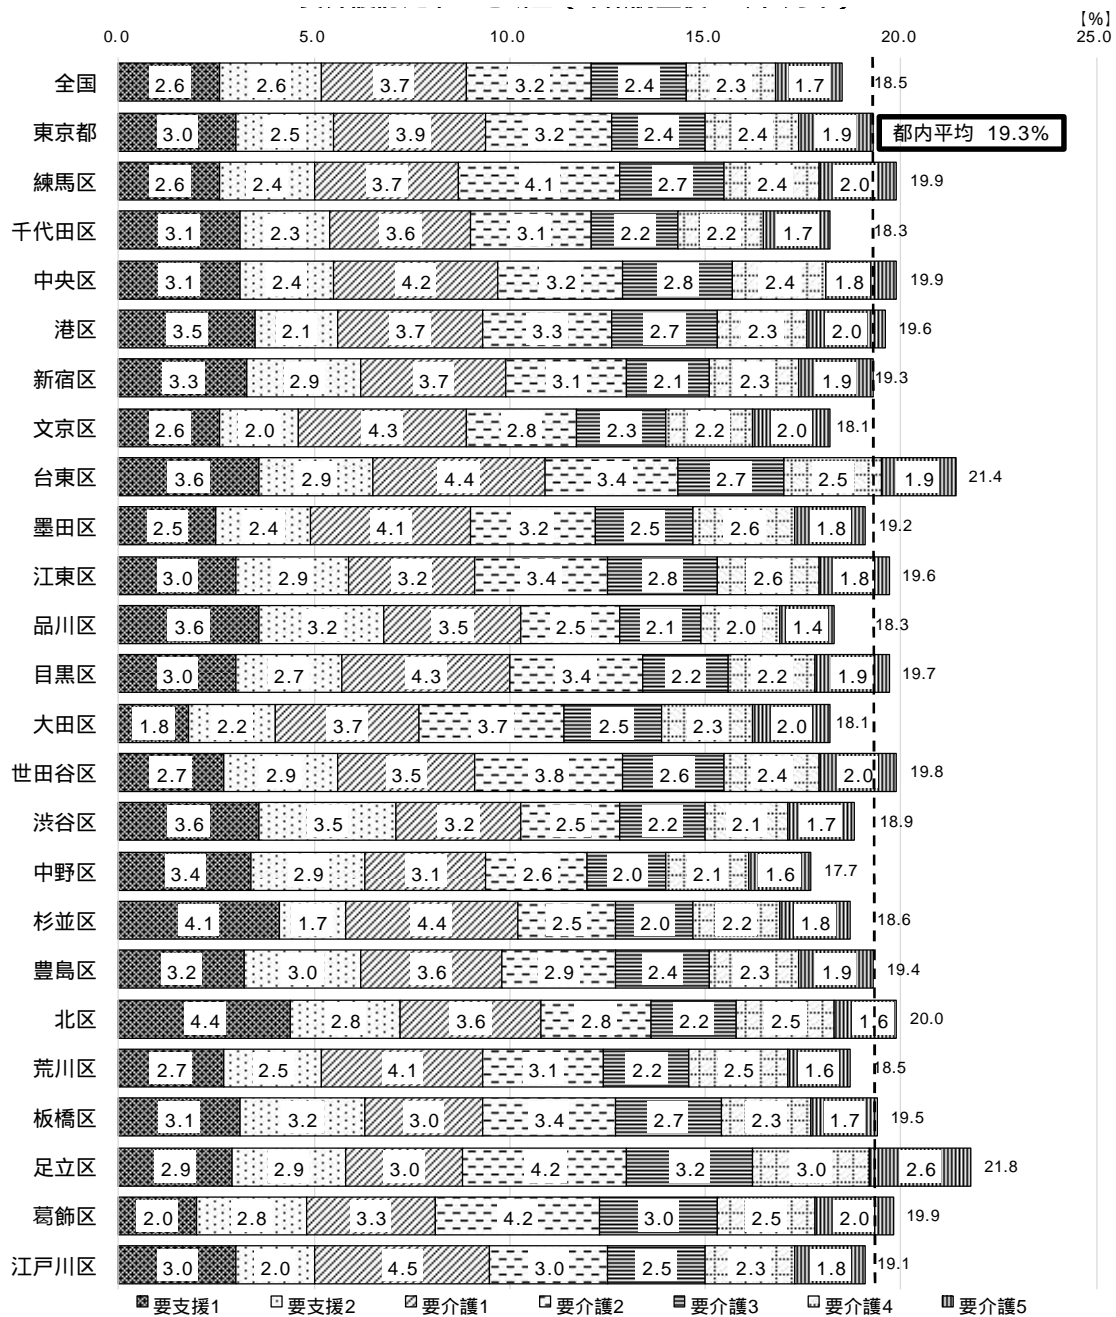 【%】
0.0 5.0 10.0 15.0 20.0 25.0
全国 2.6 2.6 3.7 3.2 2.4 2.3 1.7 18.5
東京都 3.0 2.5 3.9 3.2 2.4 2.4 1.9 都内平均 19.3%
練馬区 2.6 2.4 3.7 4.1 2.7 2.4 2.0 19.9
千代田区 3.1 2.3 3.6 3.1 2.2 2.2 1.7 18.3
中央区 3.1 2.4 4.2 3.2 2.8 2.4 1.8 19.9
港区 3.5 2.1 3.7 3.3 2.7 2.3 2.0 19.6
新宿区 3.3 2.9 3.7 3.1 2.1 2.3 1.9 19.3
文京区 2.6 2.0 4.3 2.8 2.3 2.2 2.0 18.1
台東区 3.6 2.9 4.4 3.4 2.7 2.5 1.9 21.4
墨田区 2.5 2.4 4.1 3.2 2.5 2.6 1.8 19.2
江東区 3.0 2.9 3.2 3.4 2.8 2.6 1.8 19.6
品川区 3.6 3.2 3.5 2.5 2.1 2.0 1.4 18.3
目黒区 3.0 2.7 4.3 3.4 2.2 2.2 1.9 19.7
大田区 1.8 2.2 3.7 3.7 2.5 2.3 2.0 18.1
世田谷区 2.7 2.9 3.5 3.8 2.6 2.4 2.0 19.8
渋谷区 3.6 3.5 3.2 2.5 2.2 2.1 1.7 18.9
中野区 3.4 2.9 3.1 2.6 2.0 2.1 1.6 17.7
杉並区 4.1 1.7 4.4 2.5 2.0 2.2 1.8 18.6
豊島区 3.2 3.0 3.6 2.9 2.4 2.3 1.9 19.4
北区 4.4 2.8 3.6 2.8 2.2 2.5 1.6 20.0
荒川区 2.7 2.5 4.1 3.1 2.2 2.5 1.6 18.5
板橋区 3.1 3.2 3.0 3.4 2.7 2.3 1.7 19.5
足立区 2.9 2.9 3.0 4.2 3.2 3.0 2.6 21.8
葛飾区 2.0 2.8 3.3 4.2 3.0 2.5 2.0 19.9
江戸川区 3.0 2.0 4.5 3.0 2.5 2.3 1.8 19.1
要支援1 要支援2 要介護1 要介護2 要介護3 要介護4 要介護5